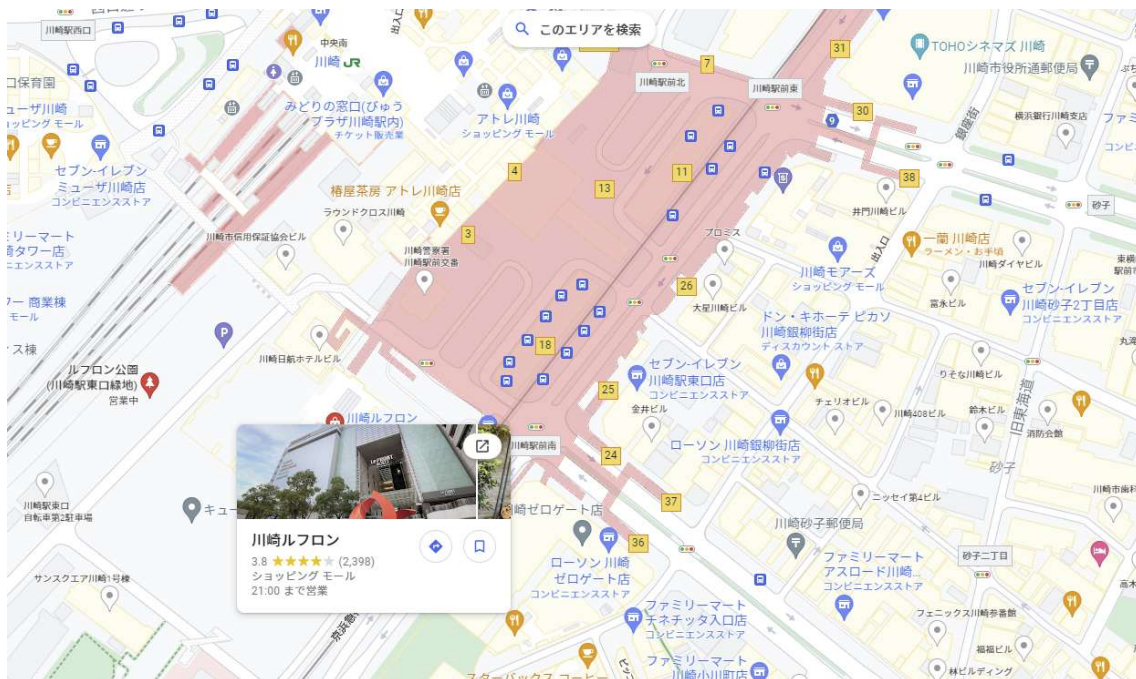 川崎駅西口
このエリアを検索
中央南
川崎 JR
出入口
31
TOHOシネマズ 川崎
川崎市役所通郵便局
7
川崎駅前北
川崎駅前東
口保育園
みどりの窓口(びゅう
プラザ川崎駅内)
チケット販売業
アトレ川崎
ショッピング モール
30
9
横浜銀行川崎支店
銀座街
ューザ川崎
ョッピング モール
セブン-イレブン
ミューザ川崎店
コンビニエンスストア
4
11
13
38
砂子
椿屋茶房 アトレ川崎店
ラウンドクロス川崎
井門川崎ビル
出入口
3
プロミス
一蘭 川崎店
ラーメン・お手頃
川崎市信用保証協会ビル
川崎警察署
川崎駅前交番
川崎モアーズ
ショッピング モール
川崎ダイヤビル
26
大星川崎ビル
富永ビル
セブン-イレブン
川崎砂子2丁目店
コンビニエンスストア
ドン・キホーテ ピカソ
川崎銀柳街店
ディスカウント ストア
18
P
川崎日航ホテルビル
ルフロン公園
(川崎駅東口緑地)
営業中
セブン-イレブン
川崎駅東口店
コンビニエンスストア
りそな川崎ビル
25
金井ビル
チェリオビル
川崎408ビル
鈴木ビル
旧東海道
消防会館
川崎ルフロン
川崎駅前南
24
ローソン 川崎銀柳街店
コンビニエンスストア
砂子
37
ニッセイ第4ビル
川崎駅東口
自転車第2駐車場
キュー
崎ゼロゲート店
川崎砂子郵便局
川崎市歯科
36
川崎ルフロン
3.8 (2,398)
ショッピング モール
21:00 まで営業
ローソン 川崎
ゼロゲート店
コンビニエンスストア
ファミリーマート
アスロード川崎...
コンビニエンスストア
砂子二丁目
サンスクエア川崎1号棟
京浜急
ファミリーマート
チネチッタ入口店
コンビニエンスストア
フェニックス川崎参番館
福福ビル
林ビルディング
ファミリーマート
川崎小川町店
スターバックス コーヒー